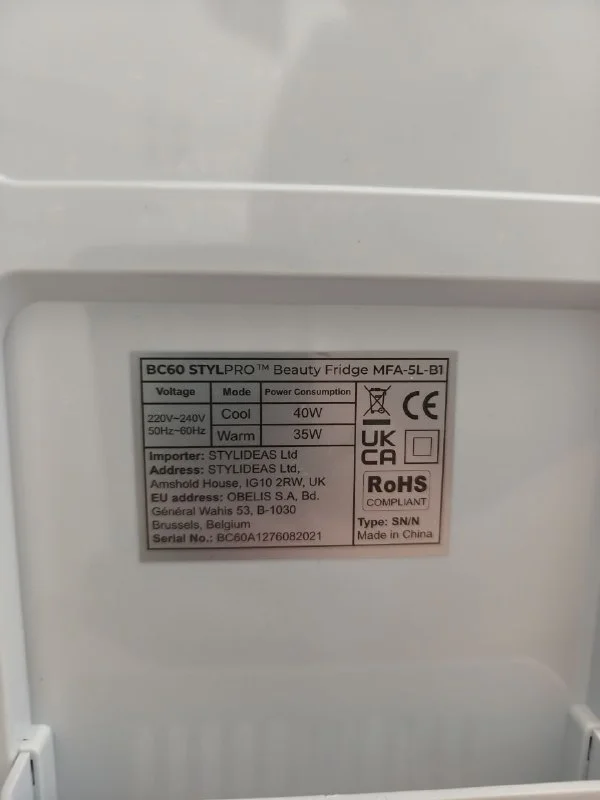 BC60 STYLPRO™ Beauty Fridge MFA-5L-B1
Voltage Mode Power Consumption
220V~240V
50Hz~60Hz
Cool 40W
Warm 35W
Importer: STYLIDEAS Ltd
Address: STYLIDEAS Ltd,
Amshold House, IG10 2RW, UK
EU address: OBELIS S.A, Bd.
Général Wahis 53, B-1030
Brussels, Belgium
Serial No.: BC60A1276082021
CE
UK
CA
RoHS
COMPLIANT
Type: SN/N
Made in China